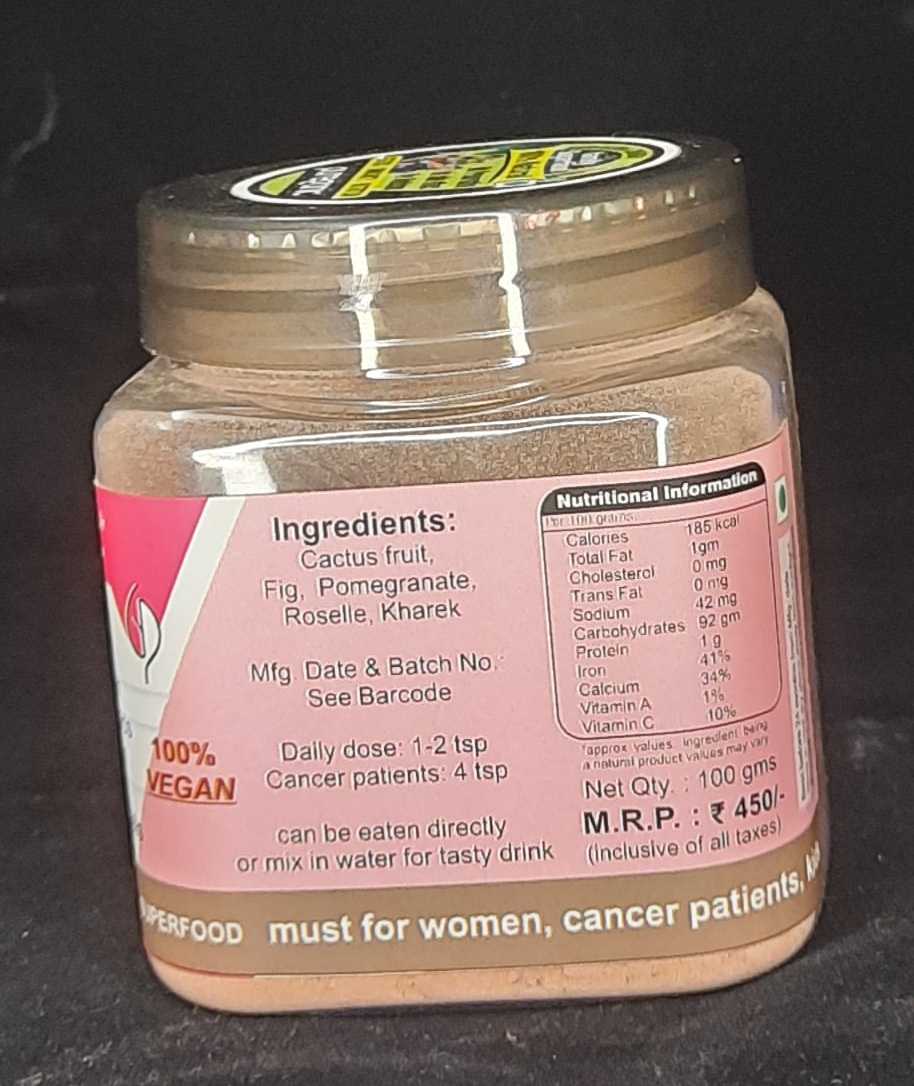 Ingredients:
Cactus fruit,
Fig, Pomegranate,
Roselle, Kharek
Mfg. Date & Batch No.:
See Barcode
100%
VEGAN
Daily dose: 1-2 tsp
Cancer patients: 4 tsp
can be eaten directly
or mix in water for tasty drink
Nutritional Information
Per 100 grams
Calories 185 kcal
Total Fat 1gm
Cholesterol 0 mg
Trans Fat 0 mg
Sodium 42 mg
Carbohydrates 92 gm
Protein 1 g
Iron 41%
Calcium 34%
Vitamin A 1%
Vitamin C 10%
*approx values. ingredient being
a natural product values may vary
Net Qty. : 100 gms
M.R.P. : ₹ 450/-
(Inclusive of all taxes)
SUPERFOOD must for women, cancer patients,